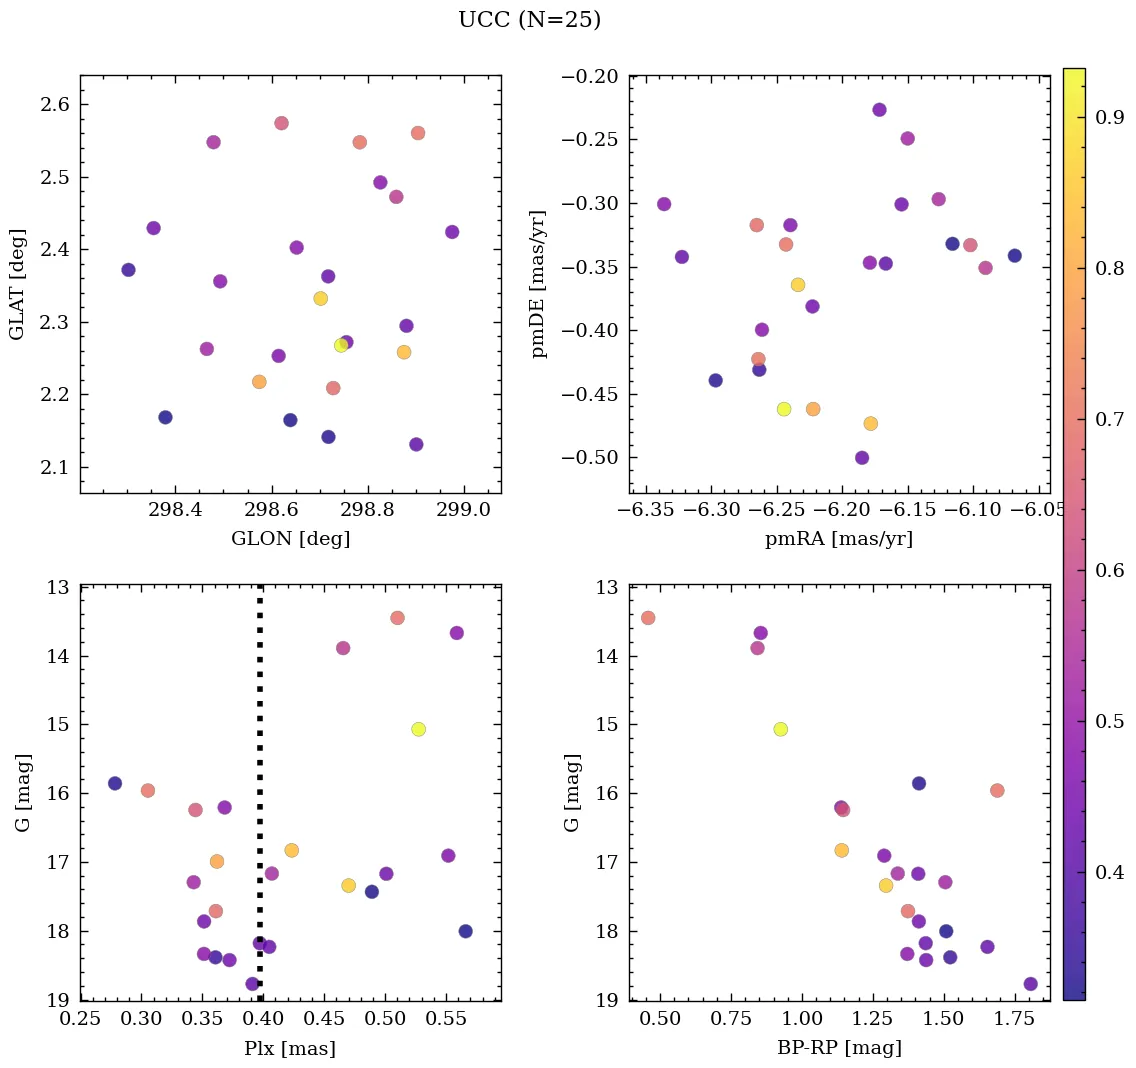 UCC (N=25)
2.6
2.5
2.4
2.3
2.2
2.1
GLAT [deg]
298.4 298.6 298.8 299.0
GLON [deg]
−0.20
−0.25
−0.30
−0.35
−0.40
−0.45
−0.50
pmDE [mas/yr]
−6.35 −6.30 −6.25 −6.20 −6.15 −6.10 −6.05
pmRA [mas/yr]
0.9
0.8
0.7
0.6
0.5
0.4
13
14
15
16
17
18
19
G [mag]
0.25 0.30 0.35 0.40 0.45 0.50 0.55
Plx [mas]
13
14
15
16
17
18
19
G [mag]
0.50 0.75 1.00 1.25 1.50 1.75
BP-RP [mag]